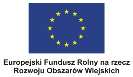 Europejski Fundusz Rolny na rzecz
Rozwoju Obszarów Wiejskich